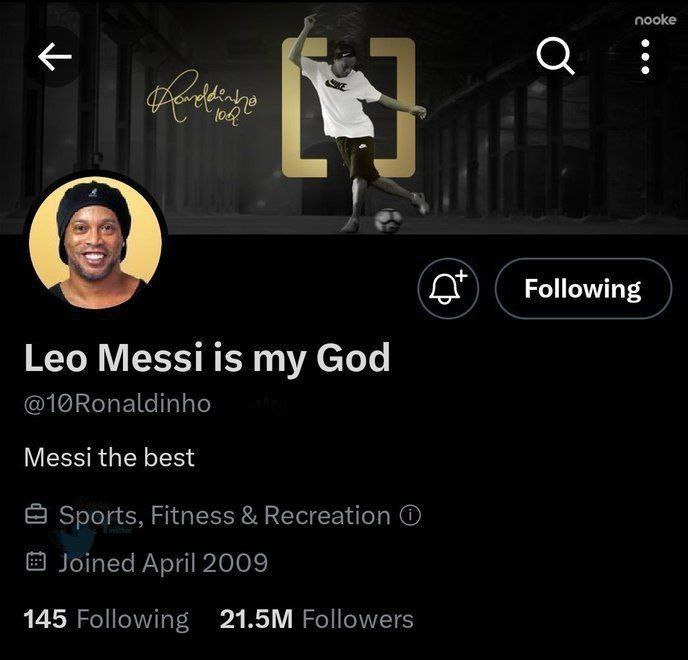 nooke
Ronaldinho
NIKE
Following
Leo Messi is my God
@10Ronaldinho
Messi the best
Sports, Fitness & Recreation
Joined April 2009
145 Following 21.5M Followers